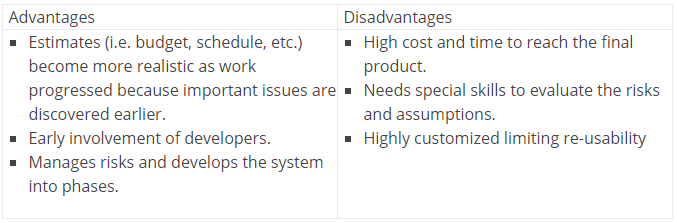 Advantages
Estimates (i.e. budget, schedule, etc.)
become more realistic as work
progressed because important issues are
discovered earlier.
Early involvement of developers.
Manages risks and develops the system
into phases.
Disadvantages
High cost and time to reach the final
product.
Needs special skills to evaluate the risks
and assumptions.
Highly customized limiting re-usability